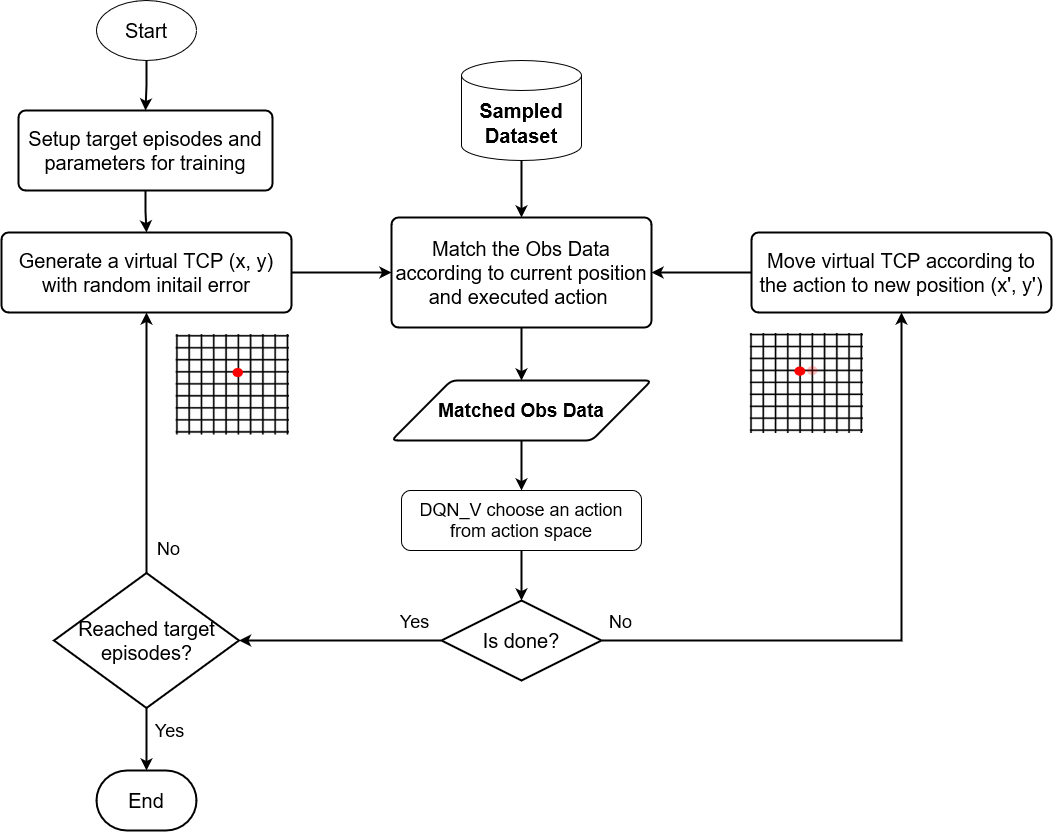 Start
Setup target episodes and
parameters for training
Sampled
Dataset
Generate a virtual TCP (x, y)
with random initail error
Match the Obs Data
according to current position
and executed action
Move virtual TCP according to
the action to new position (x', y')
Matched Obs Data
DQN_V choose an action
from action space
No
Reached target
episodes?
Yes
Is done?
No
Yes
End